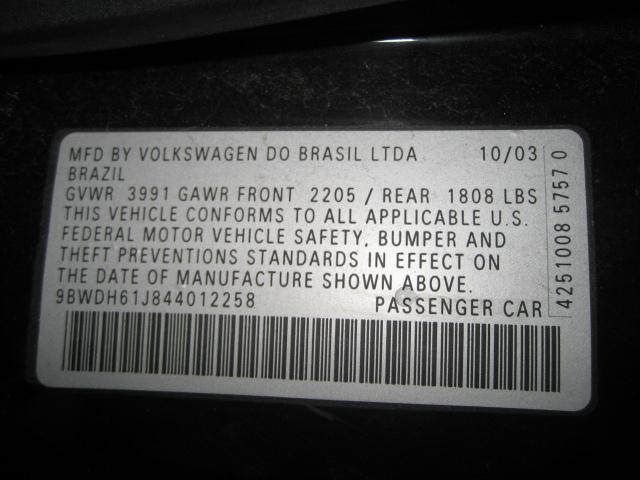 MFD BY VOLKSWAGEN DO BRASIL LTDA 10/03
BRAZIL
GVWR 3991 GAWR FRONT 2205 / REAR 1808 LBS
THIS VEHICLE CONFORMS TO ALL APPLICABLE U.S.
FEDERAL MOTOR VEHICLE SAFETY, BUMPER AND
THEFT PREVENTIONS STANDARDS IN EFFECT ON
THE DATE OF MANUFACTURE SHOWN ABOVE.
9BWDH61J844012258 PASSENGER CAR
4251008 5757 0